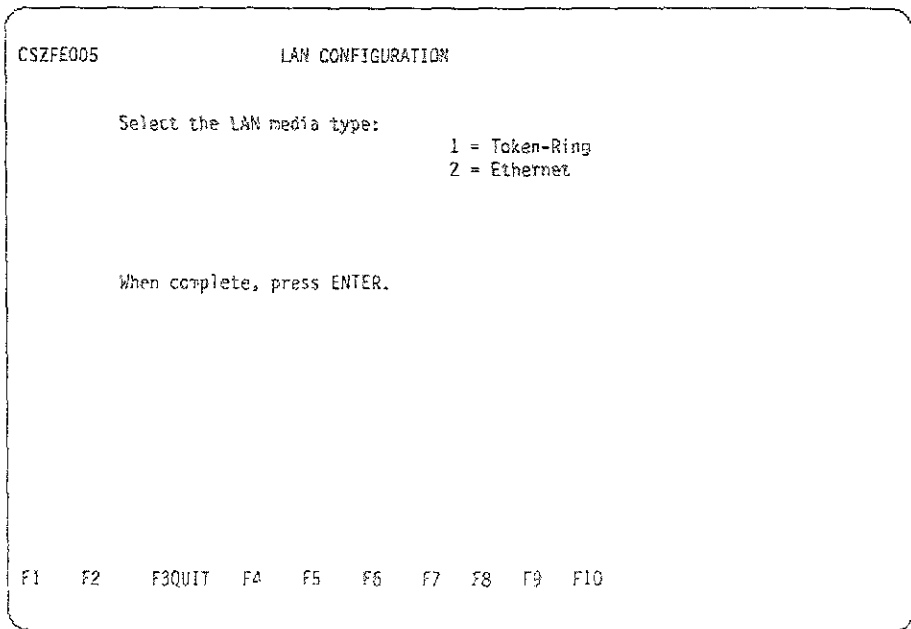 CSZFE005 LAN CONFIGURATION
Select the LAN media type:
1 = Token-Ring
2 = Ethernet
When complete, press ENTER.
F1 F2 F3QUIT F4 F5 F6 F7 F8 F9 F10